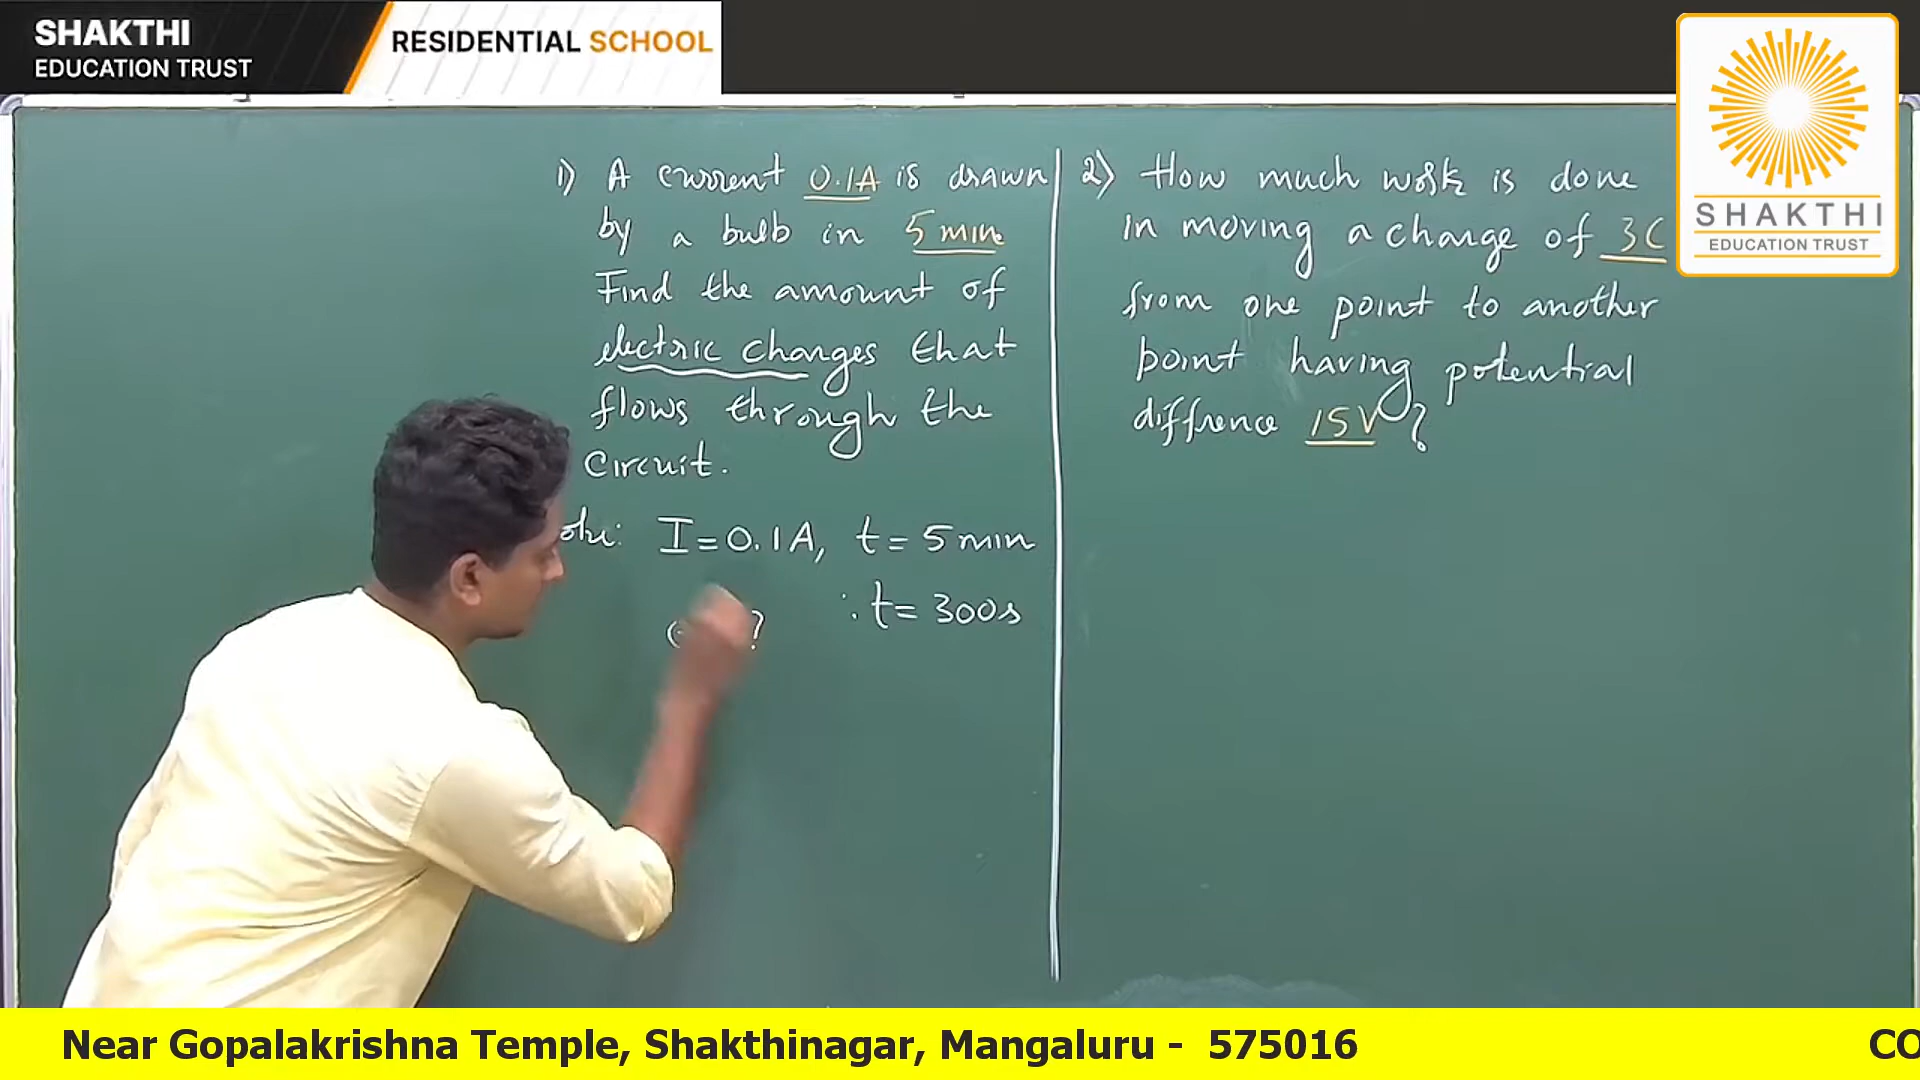 SHAKTHI
EDUCATION TRUST
RESIDENTIAL SCHOOL
SHAKTHI
EDUCATION TRUST
1) A current 0.1A is drawn
by a bulb in 5 min
Find the amount of
electric charges that
flows through the
circuit.
I = 0.1A, t = 5 min
∴ t = 300s
?
2) How much work is done
in moving a charge of 3C
from one point to another
point having potential
diffrence 15V ?
Near Gopalakrishna Temple, Shakthinagar, Mangaluru - 575016
CO